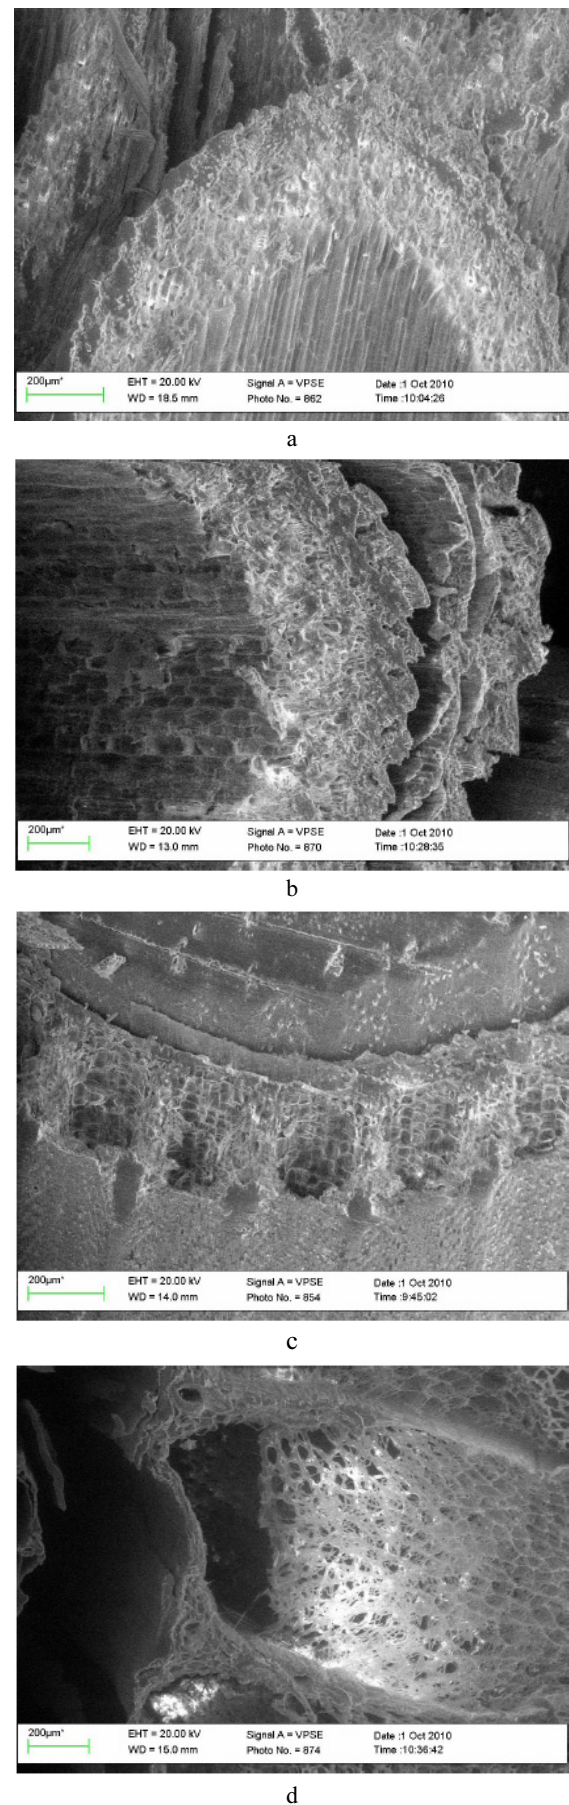 200µm*
EHT = 20.00 kV Signal A = VPSE Date :1 Oct 2010
WD = 18.5 mm Photo No. = 862 Time :10:04:26
a
200µm*
EHT = 20.00 kV Signal A = VPSE Date :1 Oct 2010
WD = 13.0 mm Photo No. = 870 Time :10:28:35
b
200µm*
EHT = 20.00 kV Signal A = VPSE Date :1 Oct 2010
WD = 14.0 mm Photo No. = 854 Time :9:45:02
c
200µm*
EHT = 20.00 kV Signal A = VPSE Date :1 Oct 2010
WD = 15.0 mm Photo No. = 874 Time :10:36:42
d